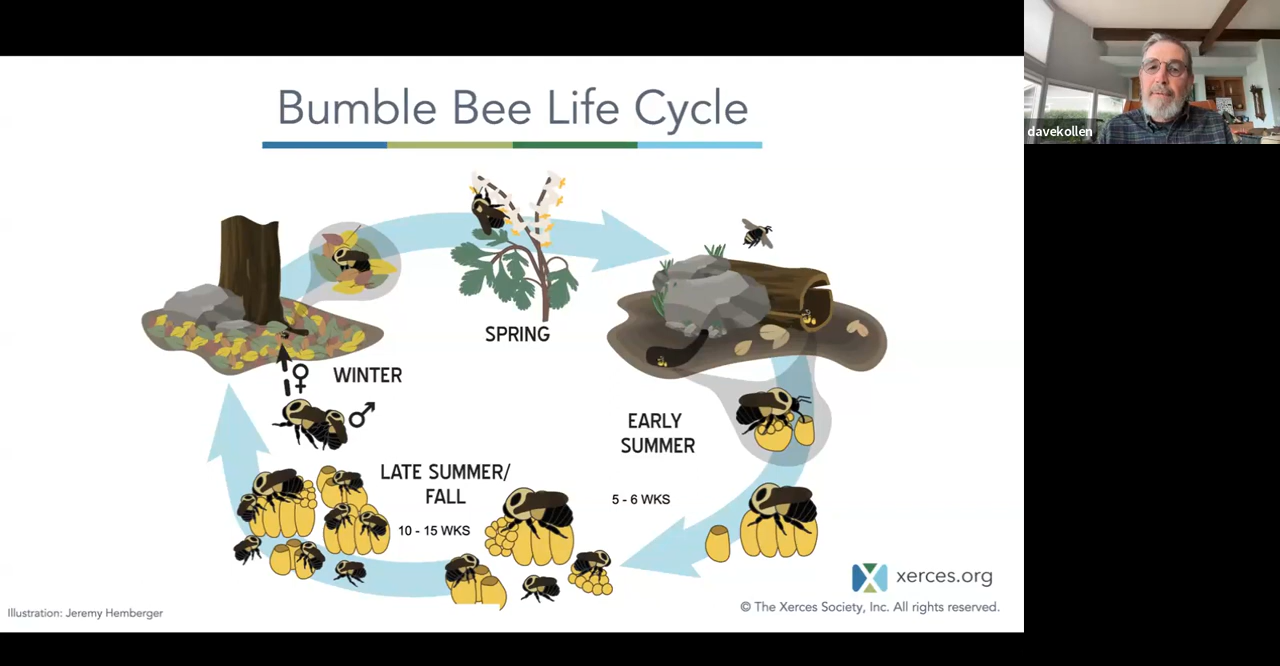 Bumble Bee Life Cycle
davekollen
SPRING
♀
WINTER
♂
EARLY
SUMMER
LATE SUMMER/
FALL
5 - 6 WKS
10 - 15 WKS
xerces.org
Illustration: Jeremy Hemberger
© The Xerces Society, Inc. All rights reserved.